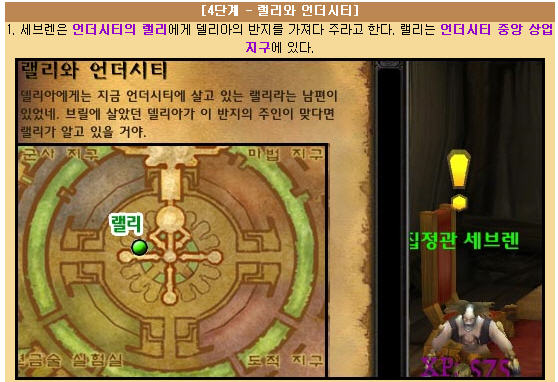 [4단계 - 랠리와 언더시티]
1. 세브렌은 언더시티의 랠리에게 델리아의 반지를 가져다 주라고 한다. 랠리는 언더시티 중앙 상업
지구에 있다.
랠리와 언더시티
델리아에게는 지금 언더시티에 살고 있는 랠리라는 남편이
있었네. 브릴에 살았던 델리아가 이 반지의 주인이 맞다면
랠리가 알고 있을 거야.
군사 지구
마법 지구
랠리
집정관 세브렌
연금술 실험실
도적 지구
XP: 575